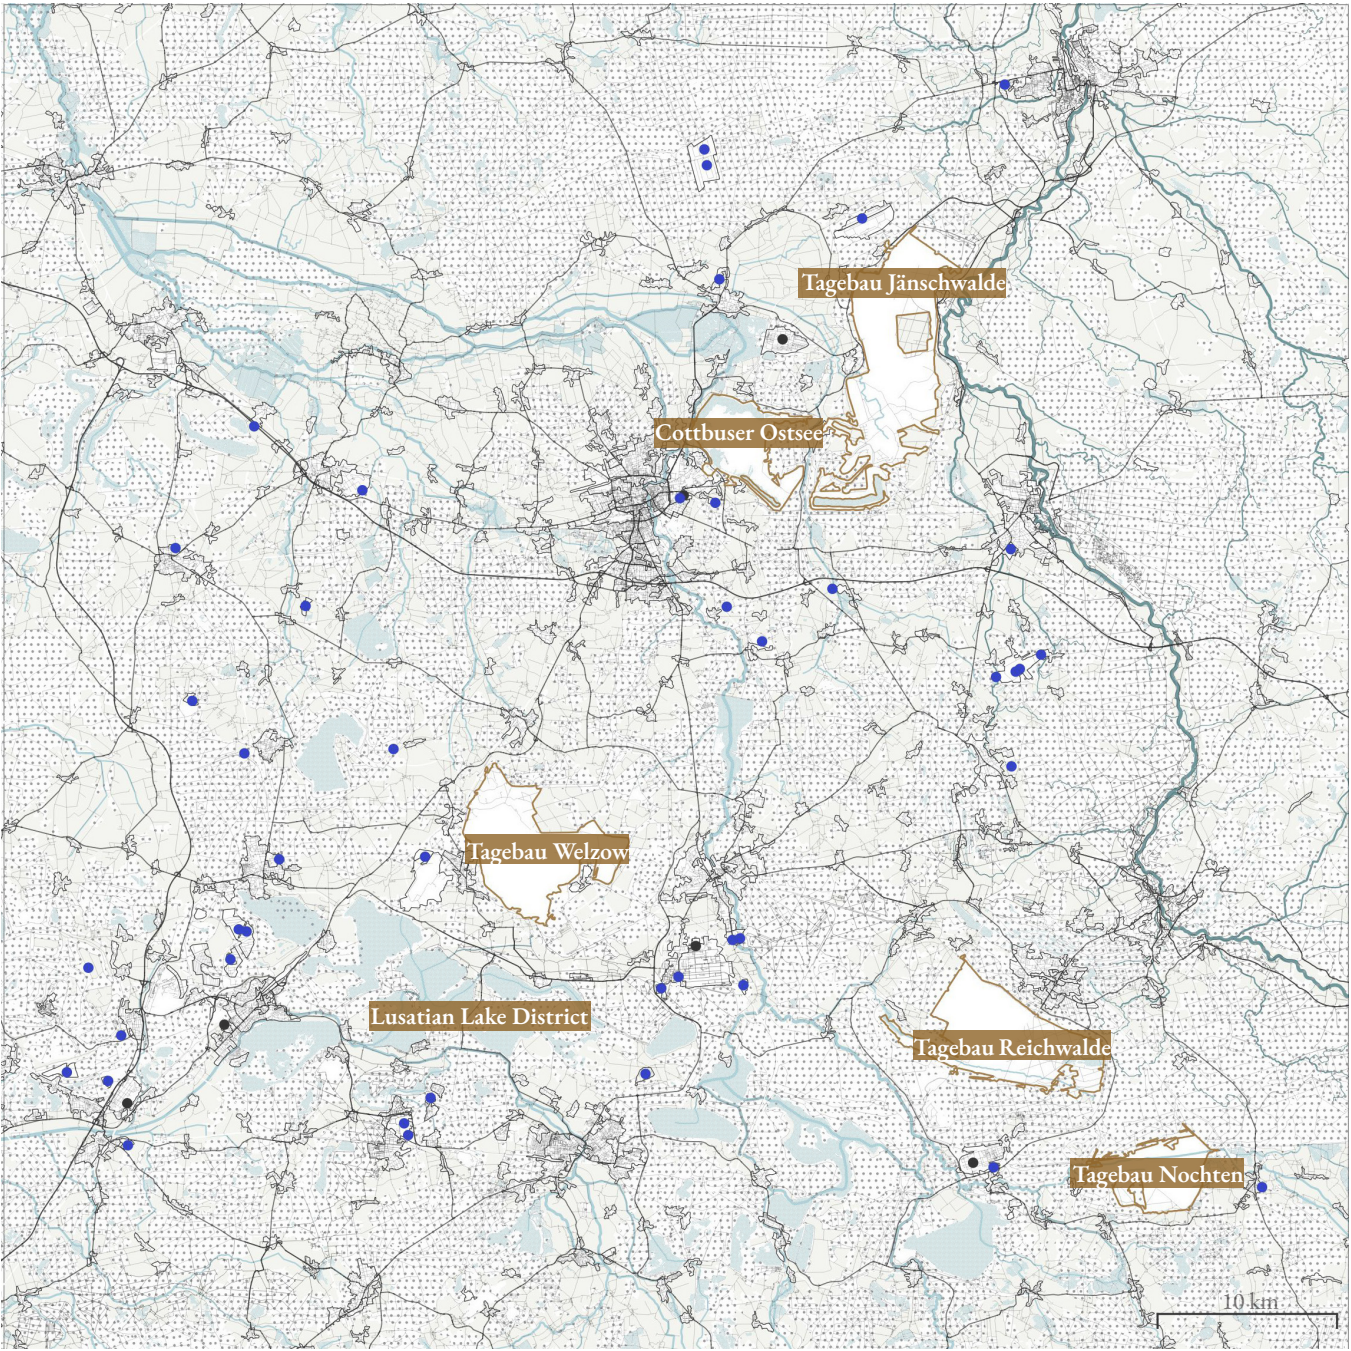 Tagebau Jänschwalde
Cottbuser Ostsee
Tagebau Welzow
Lusatian Lake District
Tagebau Reichwalde
Tagebau Nochten
10 km